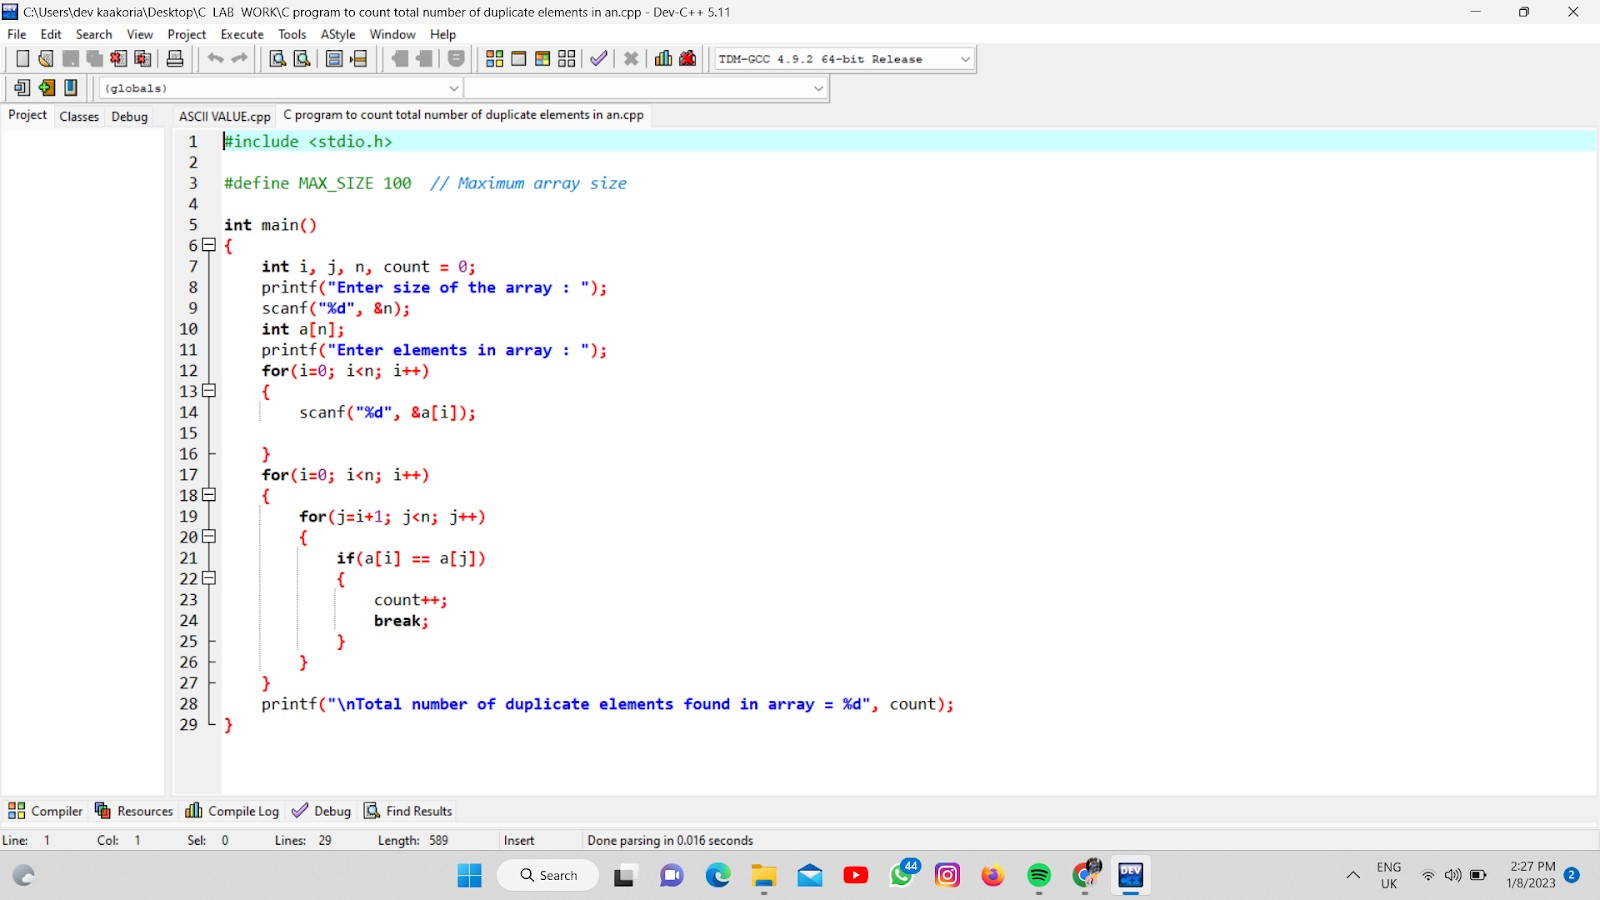 C:\Users\dev kaakoria\Desktop\C LAB WORK\C program to count total number of duplicate elements in an.cpp - Dev-C++ 5.11
File Edit Search View Project Execute Tools AStyle Window Help
TDM-GCC 4.9.2 64-bit Release
(globals)
Project Classes Debug ASCII VALUE.cpp C program to count total number of duplicate elements in an.cpp
1 #include <stdio.h>
2
3 #define MAX_SIZE 100 // Maximum array size
4
5 int main()
6 {
7 int i, j, n, count = 0;
8 printf("Enter size of the array : ");
9 scanf("%d", &n);
10 int a[n];
11 printf("Enter elements in array : ");
12 for(i=0; i<n; i++)
13 {
14 scanf("%d", &a[i]);
15
16 }
17 for(i=0; i<n; i++)
18 {
19 for(j=i+1; j<n; j++)
20 {
21 if(a[i] == a[j])
22 {
23 count++;
24 break;
25 }
26 }
27 }
28 printf("\nTotal number of duplicate elements found in array = %d", count);
29 }
Compiler Resources Compile Log Debug Find Results
Line: 1 Col: 1 Sel: 0 Lines: 29 Length: 589 Insert Done parsing in 0.016 seconds
Search 44 DEV ENG 2:27 PM 2
UK 1/8/2023